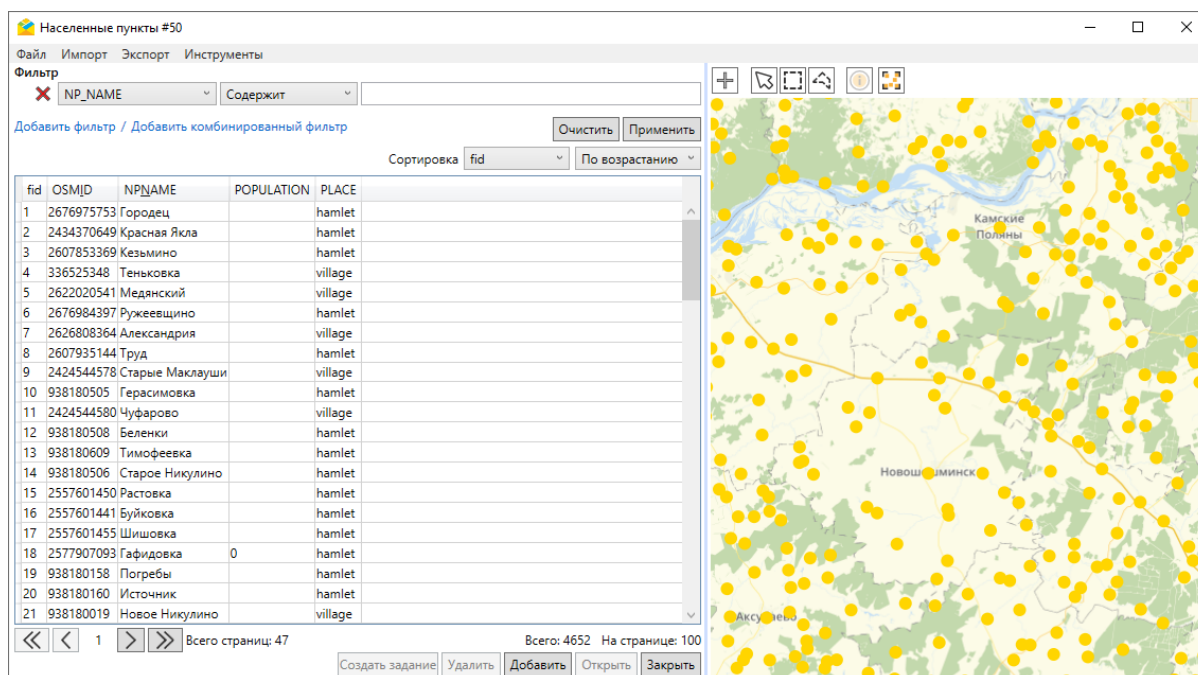 Населенные пункты #50
Файл Импорт Экспорт Инструменты
Фильтр
NP_NAME Содержит
Добавить фильтр / Добавить комбинированный фильтр
Очистить Применить
Сортировка fid По возрастанию
fid OSMID NPNAME POPULATION PLACE
1 2676975753 Городец hamlet
2 2434370649 Красная Якла hamlet
3 2607853369 Кезьмино hamlet
4 336525348 Теньковка village
5 2622020541 Медянский village
6 2676984397 Ружеевщино hamlet
7 2626808364 Александрия village
8 2607935144 Труд hamlet
9 2424544578 Старые Маклауши village
10 938180505 Герасимовка hamlet
11 2424544580 Чуфарово village
12 938180508 Беленки hamlet
13 938180609 Тимофеевка hamlet
14 938180506 Старое Никулино hamlet
15 2557601450 Растовка hamlet
16 2557601441 Буйковка hamlet
17 2557601455 Шишовка hamlet
18 2577907093 Гафидовка 0 hamlet
19 938180158 Погребы hamlet
20 938180160 Источник hamlet
21 938180019 Новое Никулино village
1 Всего страниц: 47
Всего: 4652 На странице: 100
Создать задание Удалить Добавить Открыть Закрыть
Камские
Поляны